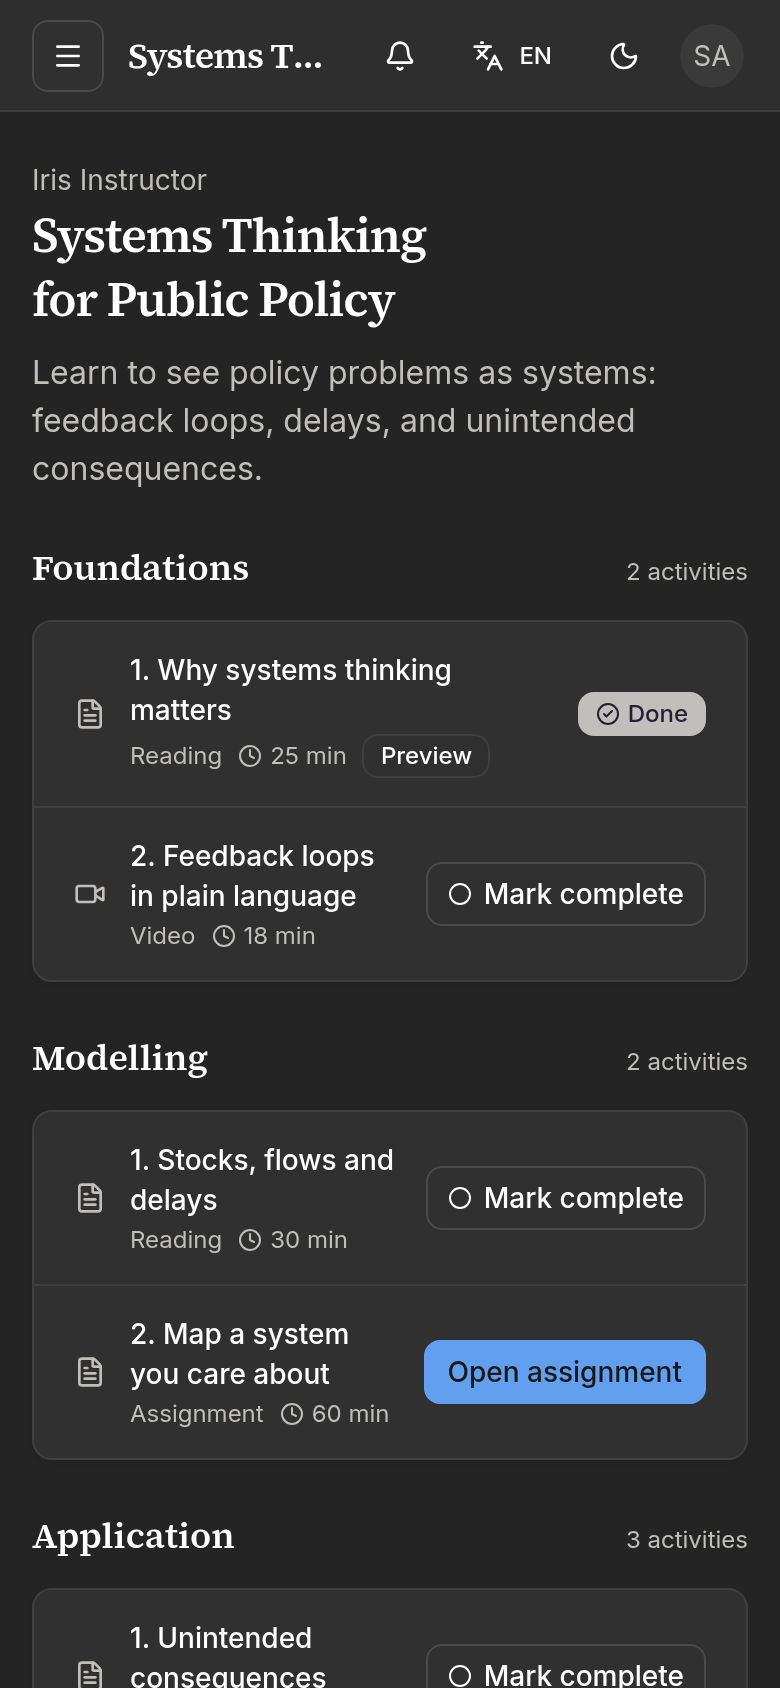 Systems T...
EN
SA
Iris Instructor
Systems Thinking
for Public Policy
Learn to see policy problems as systems:
feedback loops, delays, and unintended
consequences.
Foundations
2 activities
1. Why systems thinking
matters
Reading 25 min Preview
Done
2. Feedback loops
in plain language
Video 18 min
Mark complete
Modelling
2 activities
1. Stocks, flows and
delays
Reading 30 min
Mark complete
2. Map a system
you care about
Assignment 60 min
Open assignment
Application
3 activities
1. Unintended
consequences
Mark complete